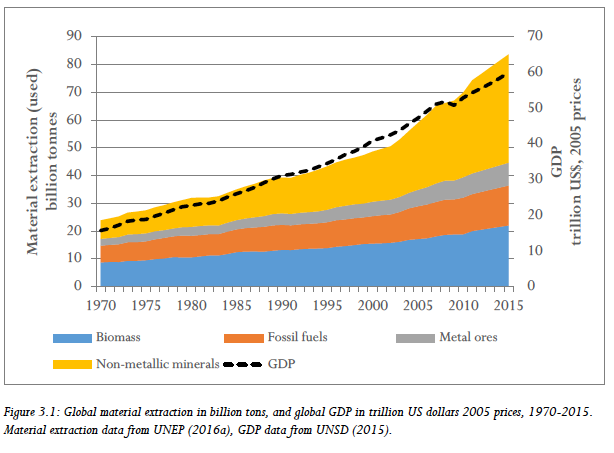 90
80
70
60
50
40
30
20
10
0
Material extraction (used)
billion tonnes
70
60
50
40
30
20
10
0
GDP
trillion US$, 2005 prices
1970 1975 1980 1985 1990 1995 2000 2005 2010 2015
Biomass Fossil fuels Metal ores
Non-metallic minerals GDP
Figure 3.1: Global material extraction in billion tons, and global GDP in trillion US dollars 2005 prices, 1970-2015.
Material extraction data from UNEP (2016a), GDP data from UNSD (2015).